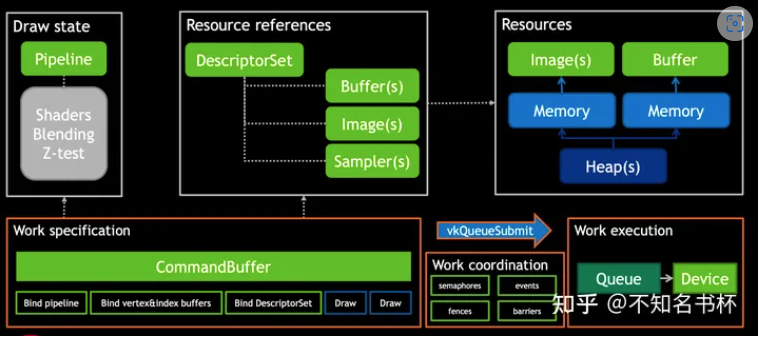 Draw state
Pipeline
Shaders
Blending
Z-test
Resource references
DescriptorSet
Buffer(s)
Image(s)
Sampler(s)
Resources
Image(s)
Buffer
Memory
Memory
Heap(s)
Work specification
CommandBuffer
Bind pipeline
Bind vertex&index buffers
Bind DescriptorSet
Draw
Draw
vkQueueSubmit
Work coordination
semaphores
events
fences
barriers
Work execution
Queue
Device
知乎 @不知名书杯